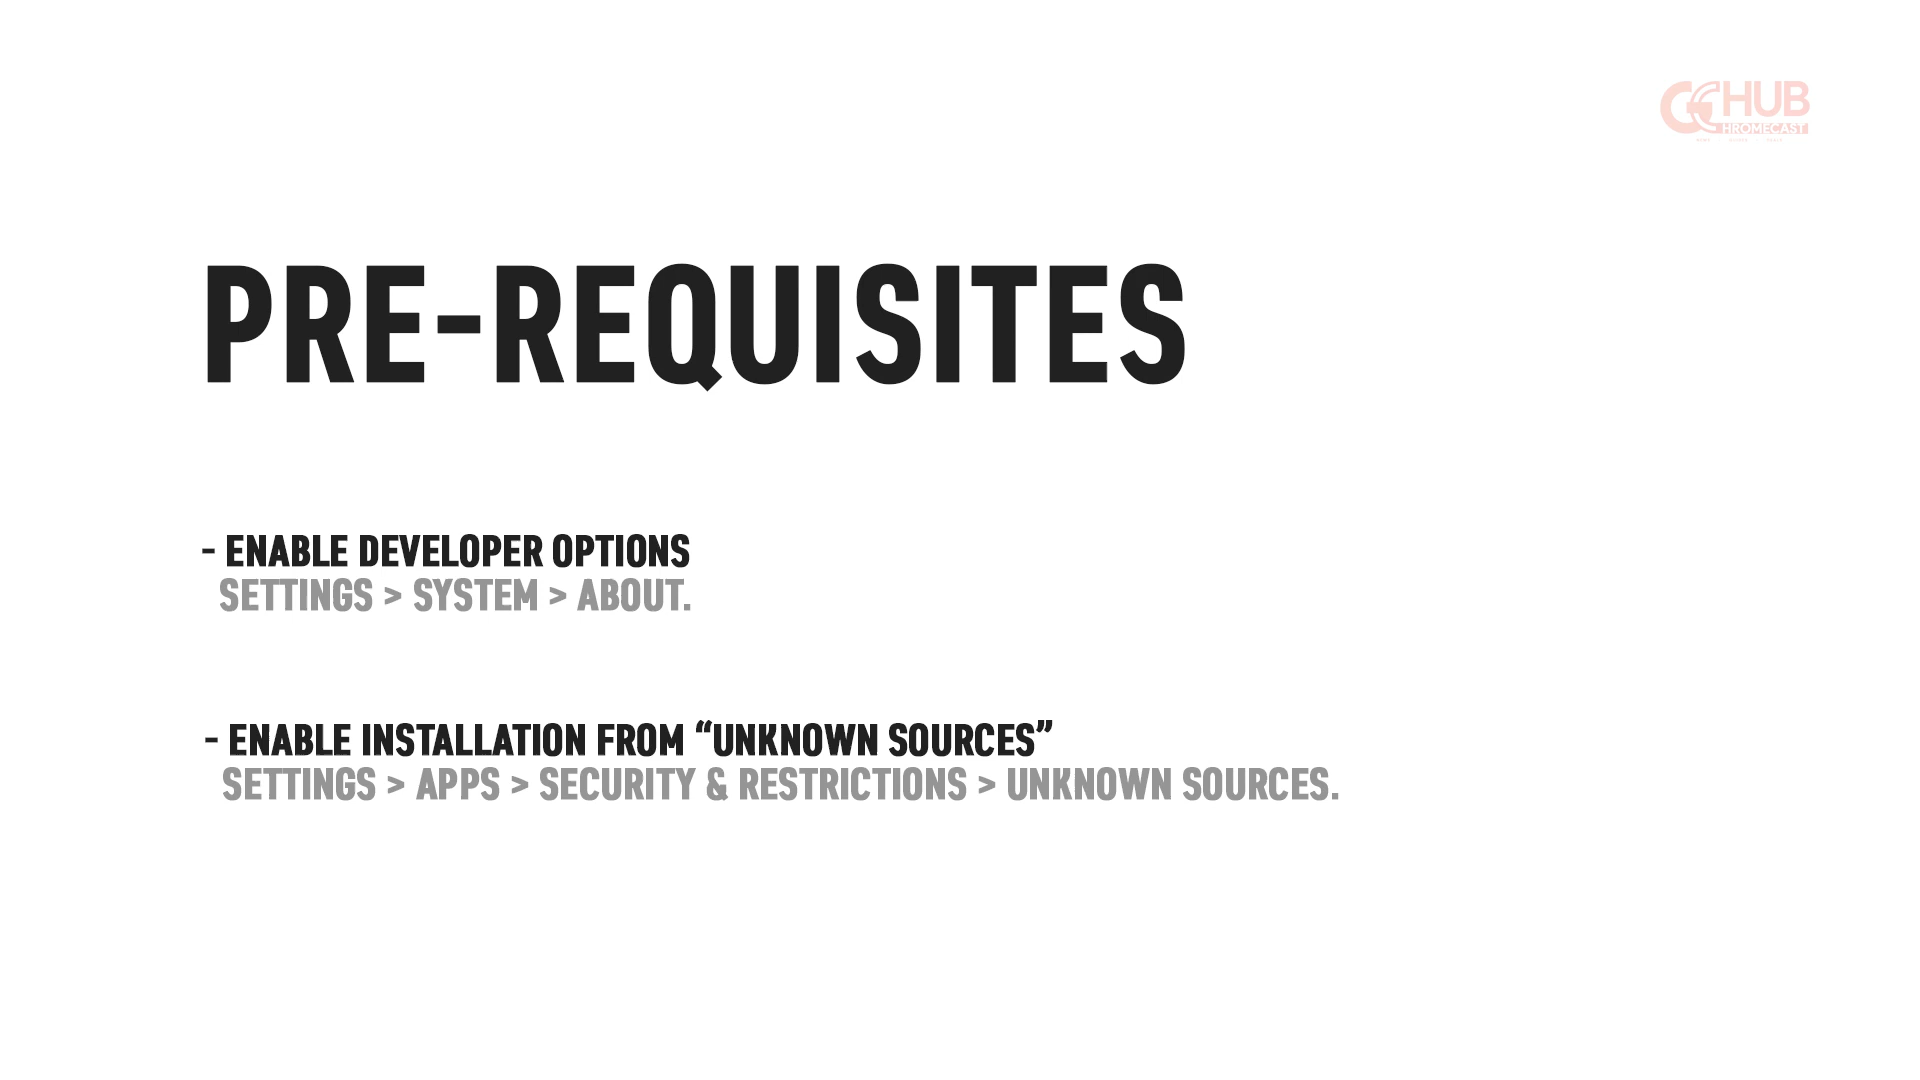 HUB
HROMECAST
PRE-REQUISITES
- ENABLE DEVELOPER OPTIONS
SETTINGS > SYSTEM > ABOUT.
- ENABLE INSTALLATION FROM “UNKNOWN SOURCES”
SETTINGS > APPS > SECURITY & RESTRICTIONS > UNKNOWN SOURCES.